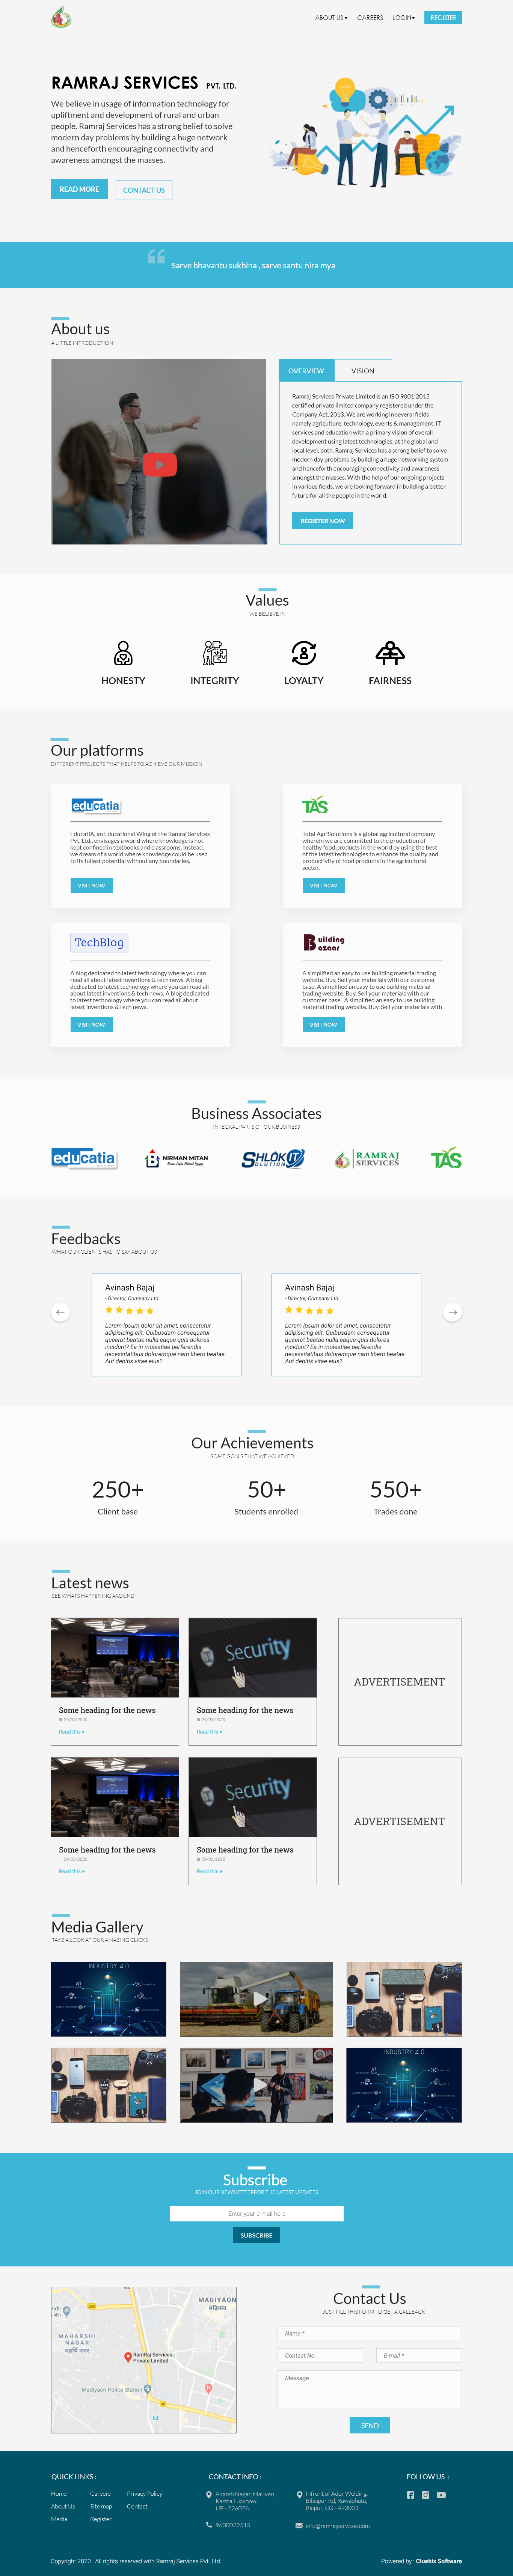 ABOUT US CAREERS LOGIN REGISTER
RAMRAJ SERVICES PVT. LTD.
We believe in usage of information technology for
upliftment and development of rural and urban
people. Ramraj Services has a strong belief to solve
modern day problems by building a huge network
and henceforth encouraging connectivity and
awareness amongst the masses.
READ MORE CONTACT US
Sarve bhavantu sukhina , sarve santu nira mya
About us
A LITTLE INTRODUCTION
OVERVIEW VISION
Ramraj Services Private Limited is an ISO 9001:2015
certified private limited company registered under the
Company Act, 2013. We are working in several fields
namely agriculture, technology, events & management, IT
services and education with a primary vision of overall
development using latest technologies, at the global and
local level, both. Ramraj Services has a strong belief to solve
modern day problems by building a huge networking system
and henceforth encouraging connectivity and awareness
amongst the masses. With the help of our ongoing projects
in various fields, we are looking forward in building a better
future for all the people in the world.
REGISTER NOW
Values
WE BELIEVE IN
HONESTY INTEGRITY LOYALTY FAIRNESS
Our platforms
DIFFERENT PROJECTS THAT HELPS TO ACHIEVE OUR MISSION
educatia
EducatIA, an Educational Wing of the Ramraj Services
Pvt. Ltd., envisages a world where knowledge is not
kept confined in textbooks and classrooms. Instead,
we dream of a world where knowledge could be used
to its fullest potential without any boundaries.
VISIT NOW
TAS
Total AgriSolutions is a global agricultural company
wherein we are committed to the production of
healthy food products in the world by using the best
of the latest technologies to enhance the quality and
productivity of food products in the agricultural
sector.
VISIT NOW
TechBlog
A blog dedicated to latest technology where you can
read all about latest inventions & tech news. A blog
dedicated to latest technology where you can read all
about latest inventions & tech news. A blog dedicated
to latest technology where you can read all about
latest inventions & tech news.
VISIT NOW
Building
Bazaar
A simplified an easy to use building material trading
website. Buy, Sell your materials with our customer
base. A simplified an easy to use building material
trading website. Buy, Sell your materials with our
customer base. A simplified an easy to use building
material trading website. Buy, Sell your materials with
VISIT NOW
Business Associates
INTEGRAL PARTS OF OUR BUSINESS
educatia
NIRMAN MITAN
SHLOK IT
SOLUTION
RAMRAJ
SERVICES
TAS
Feedbacks
WHAT OUR CLIENTS HAS TO SAY ABOUT US
Avinash Bajaj
- Director, Company Ltd.
Lorem ipsum dolor sit amet, consectetur
adipisicing elit. Quibusdam consequatur
quaerat beatae nulla eaque quis dolores
incidunt? Ea in molestiae perferendis
necessitatibus doloremque nam libero beatae.
Aut debitis vitae eius?
Avinash Bajaj
- Director, Company Ltd.
Lorem ipsum dolor sit amet, consectetur
adipisicing elit. Quibusdam consequatur
quaerat beatae nulla eaque quis dolores
incidunt? Ea in molestiae perferendis
necessitatibus doloremque nam libero beatae.
Aut debitis vitae eius?
Our Achievements
SOME GOALS THAT WE ACHIEVED
250+ 50+ 550+
Client base Students enrolled Trades done
Latest news
SEE WHATS HAPPENING AROUND
Security
ADVERTISEMENT
Some heading for the news Some heading for the news
Read this Read this
Security
ADVERTISEMENT
Some heading for the news Some heading for the news
Read this Read this
Media Gallery
TAKE A LOOK AT OUR AMAZING CLICKS
INDUSTRY 4.0
INDUSTRY 4.0
Subscribe
JOIN OUR NEWSLETTERFOR THE LATEST UPDATES
Enter your e-mail here
SUBSCRIBE
MADIYAON
मड़ियांव
MAHARSHI
NAGAR
महर्षि नगर
RamRaj Services
Private Limited
Madiyaon Police Station
Contact Us
JUST FILL THIS FORM TO GET A CALLBACK
Name *
Contact No. E-mail *
Message . . .
SEND
QUICK LINKS : CONTACT INFO : FOLLOW US :
Home Careers Privacy Policy
About Us Site map Contact
Media Register
Adarsh Nagar, Matiyari,
Kamta,Lucknow,
UP - 226028.
9630022515
Infront of Ador Welding,
Bilaspur Rd, Rawabhata,
Raipur, CG - 492001
info@ramrajservices.com
Copyright 2020 | All rights reserved with Ramraj Services Pvt. Ltd. Powered by : Cluebix Software